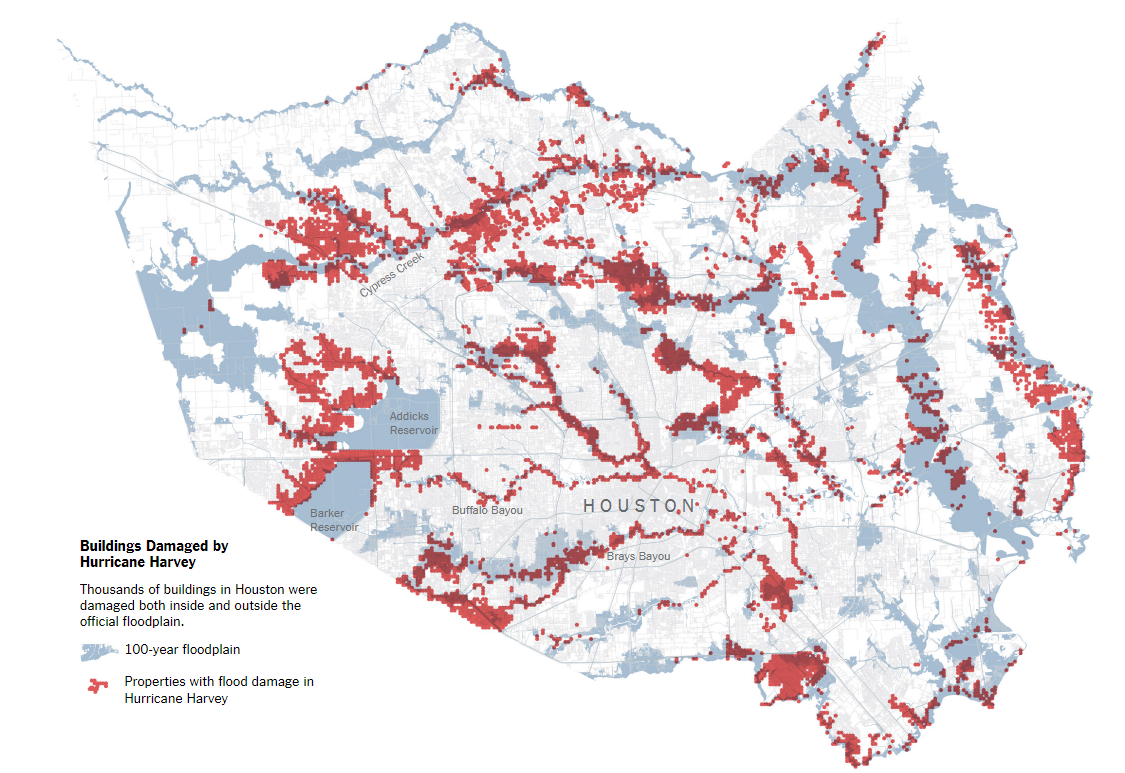 Cypress Creek
Addicks
Reservoir
Barker
Reservoir
Buffalo Bayou
HOUSTON
Brays Bayou
Buildings Damaged by
Hurricane Harvey
Thousands of buildings in Houston were
damaged both inside and outside the
official floodplain.
100-year floodplain
Properties with flood damage in
Hurricane Harvey